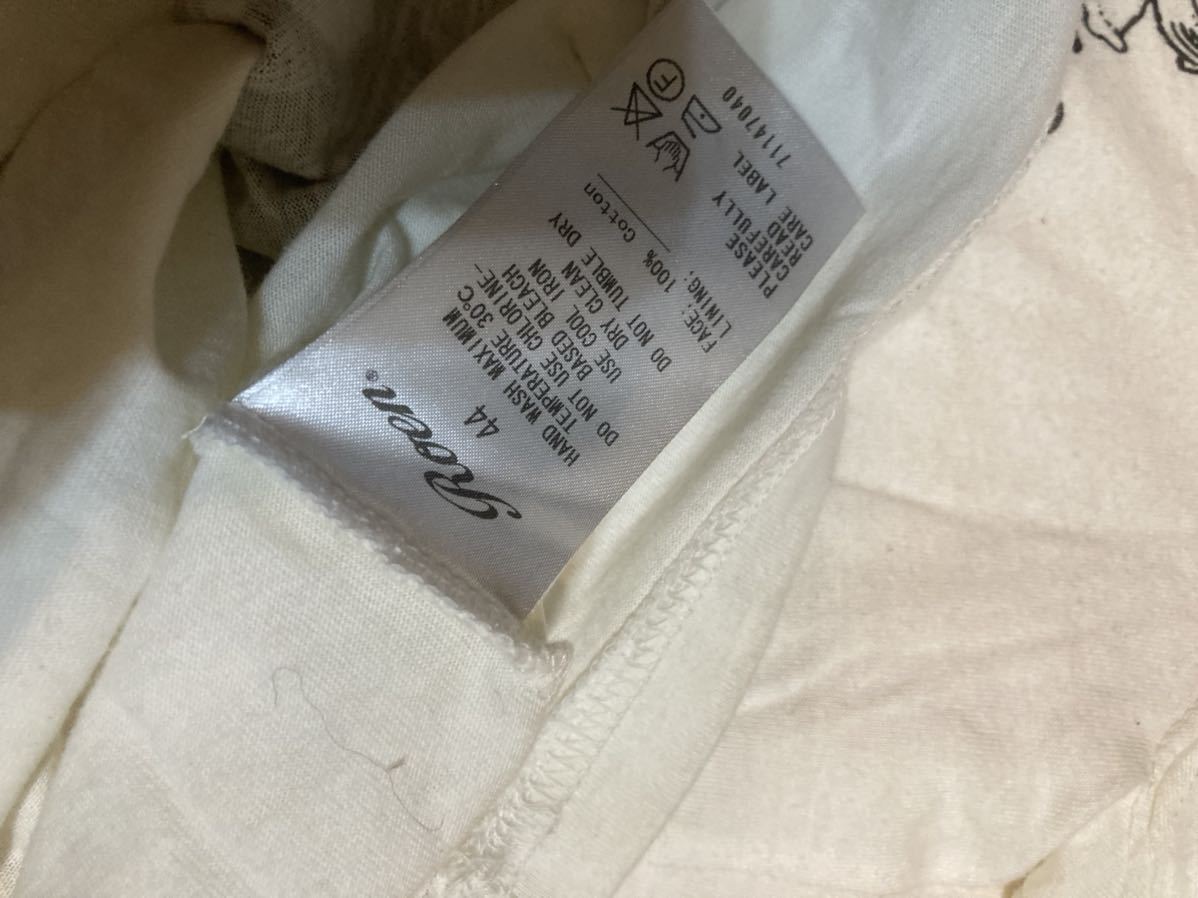 Roen®
44
HAND WASH MAXIMUM
TEMPERATURE 30°C
DO NOT USE CHLORINE-
BASED BLEACH
USE COOL IRON
DRY CLEAN
DO NOT TUMBLE DRY
FACE: 100% Cotton
LINING:
PLEASE
CAREFULLY
READ
CARE LABEL
71147040
F